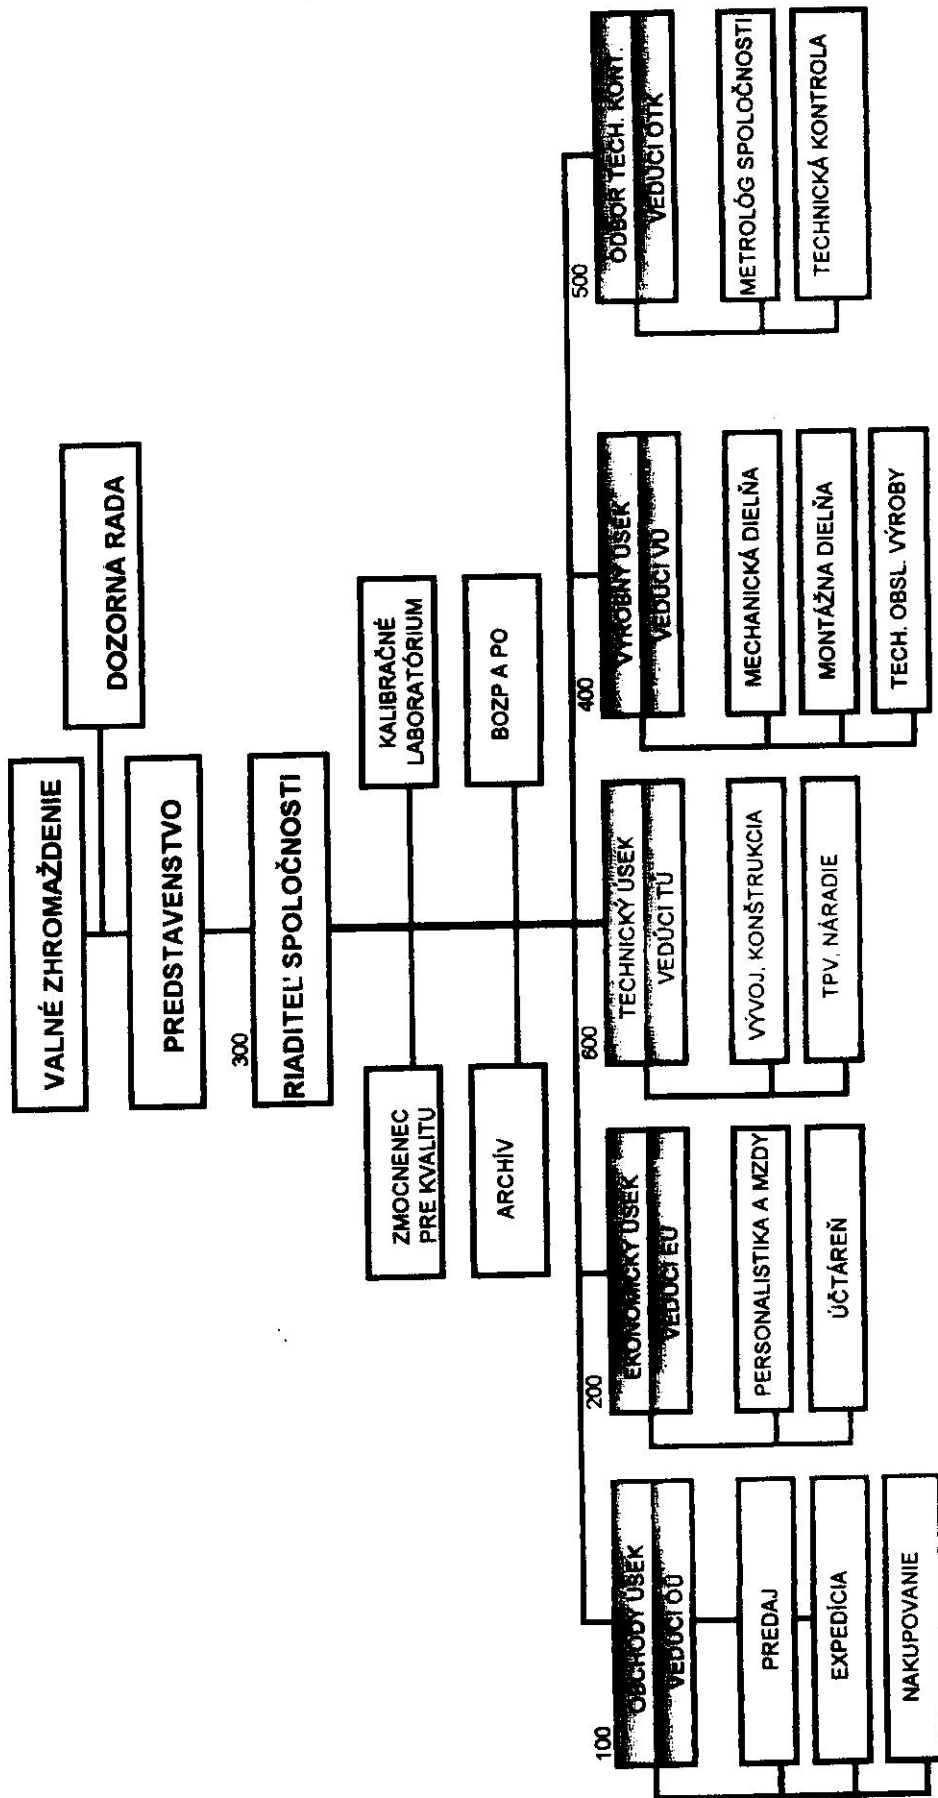 VALNÉ ZHROMAŽDENIE
DOZORNA RADA
PREDSTAVENSTVO
300
RIADITEĽ SPOLOČNOSTI
ZMOCNENEC
PRE KVALITU
KALIBRAČNÉ
LABORATÓRIUM
ARCHÍV
BOZP A PO
100
OBCHODY ÚSEK
VEDÚCI OÚ
PREDAJ
EXPEDÍCIA
NAKUPOVANIE
200
EKONOMICKÝ ÚSEK
VEDÚCI EÚ
PERSONALISTIKA A MZDY
ÚČTÁREŇ
600
TECHNICKÝ ÚSEK
VEDÚCI TÚ
VÝVOJ. KONŠTRUKCIA
TPV, NÁRADIE
400
VÝROBNÝ ÚSEK
VEDÚCI VÚ
MECHANICKÁ DIELŇA
MONTÁŽNA DIELŇA
TECH. OBSL. VÝROBY
500
ODBOR TECH. KONT.
VEDÚCI OTK
METROLÓG SPOLOČNOSTI
TECHNICKÁ KONTROLA